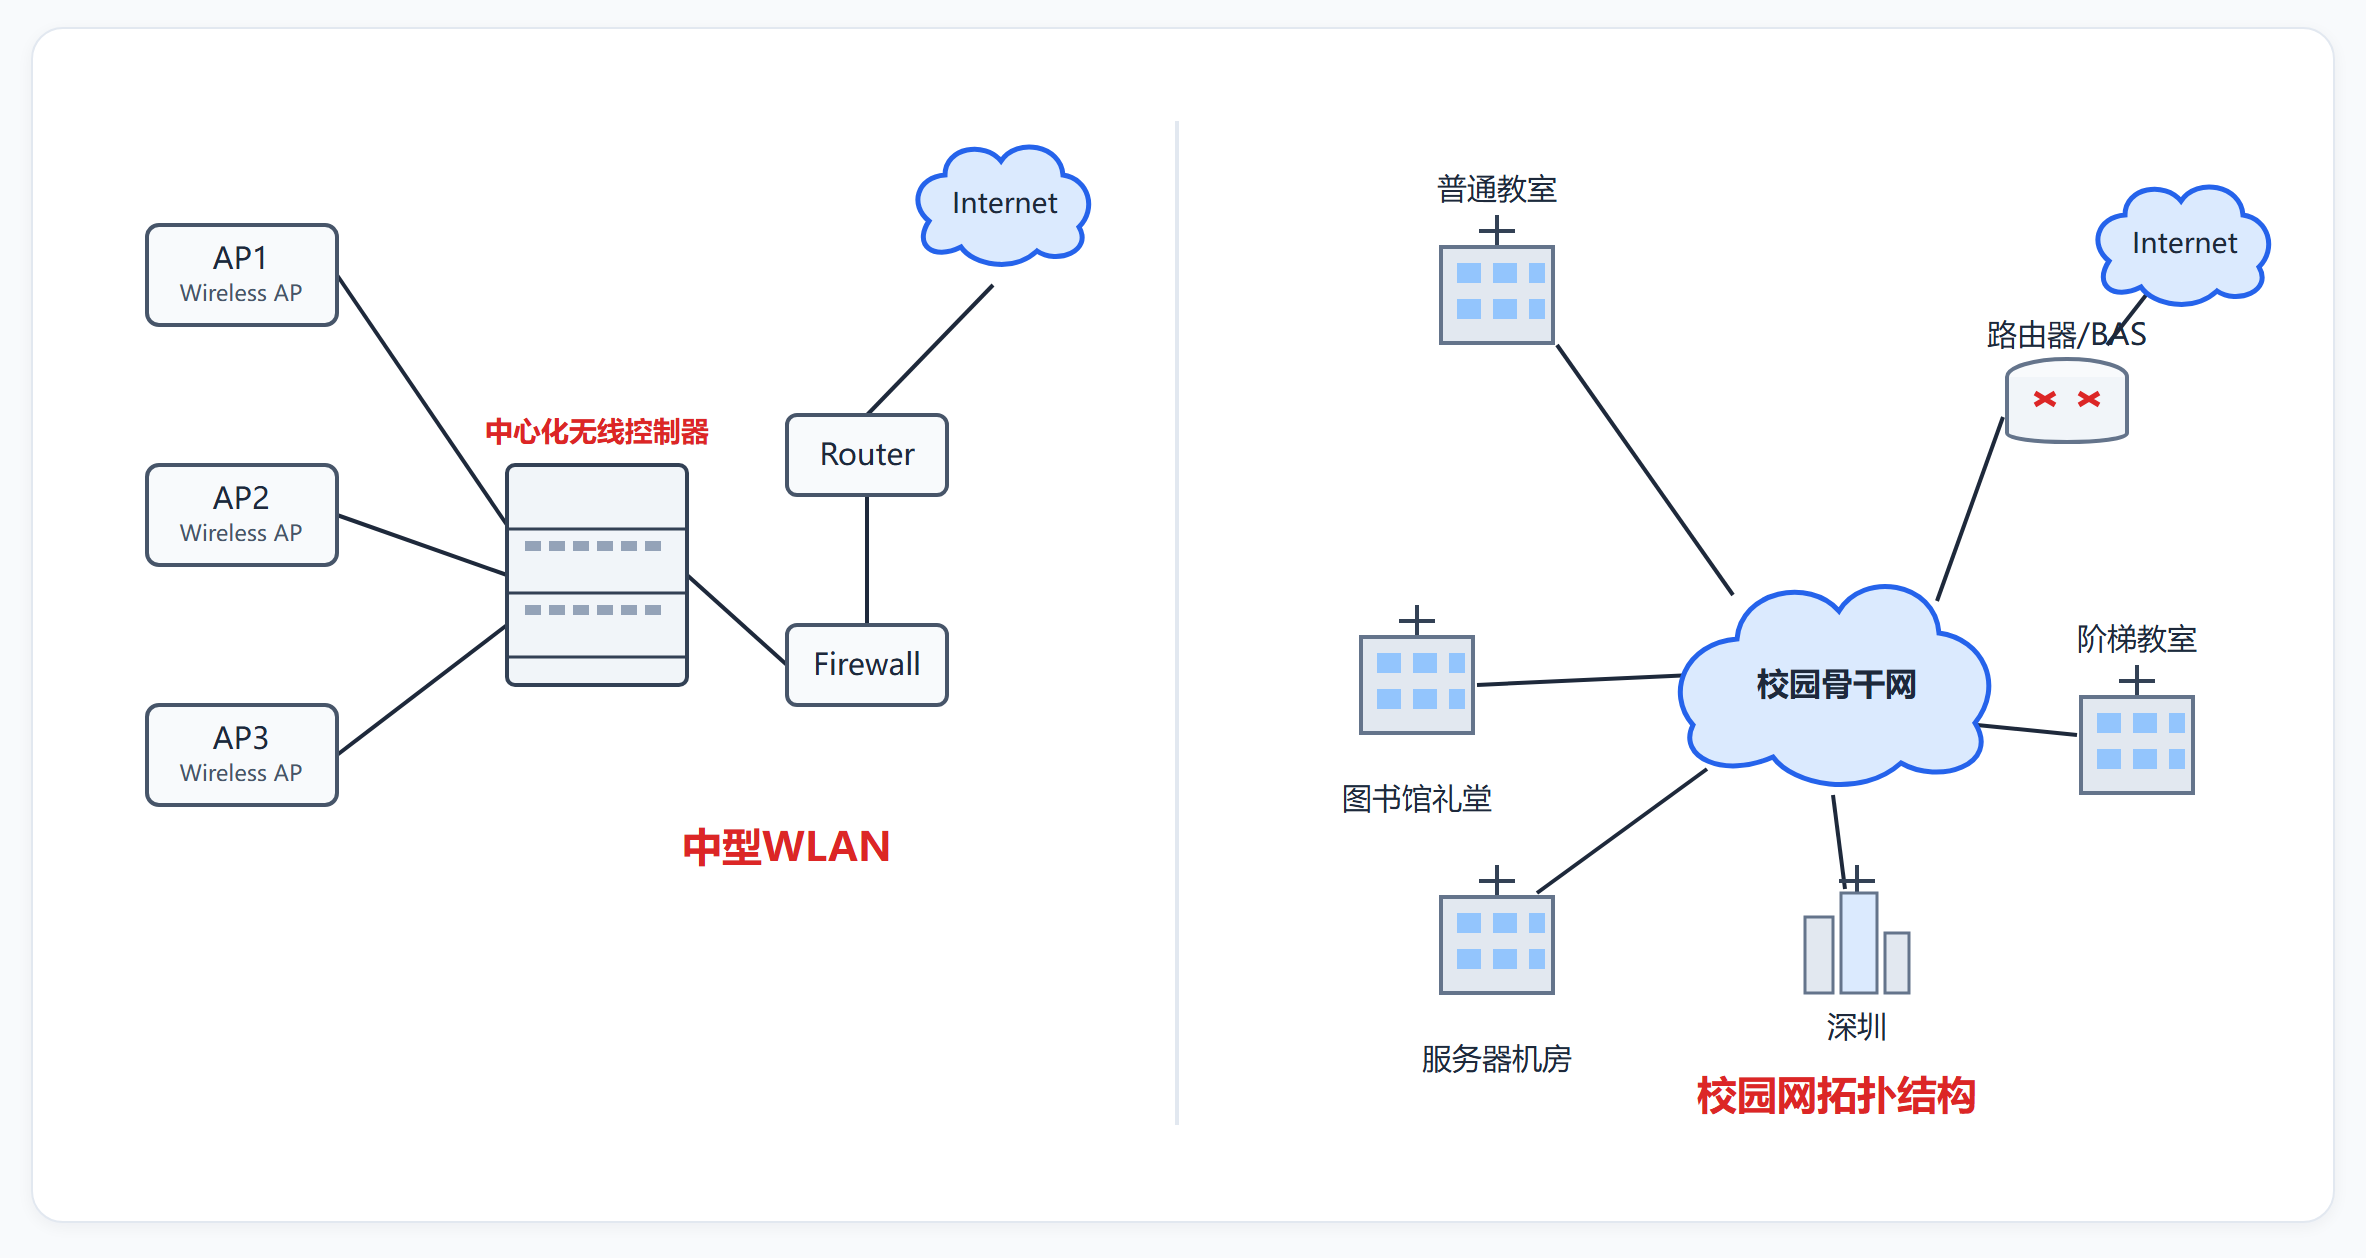 AP1
Wireless AP
AP2
Wireless AP
AP3
Wireless AP
中心化无线控制器
Internet
Router
Firewall
中型WLAN
普通教室
Internet
路由器/BAS
校园骨干网
阶梯教室
图书馆礼堂
服务器机房
深圳
校园网拓扑结构